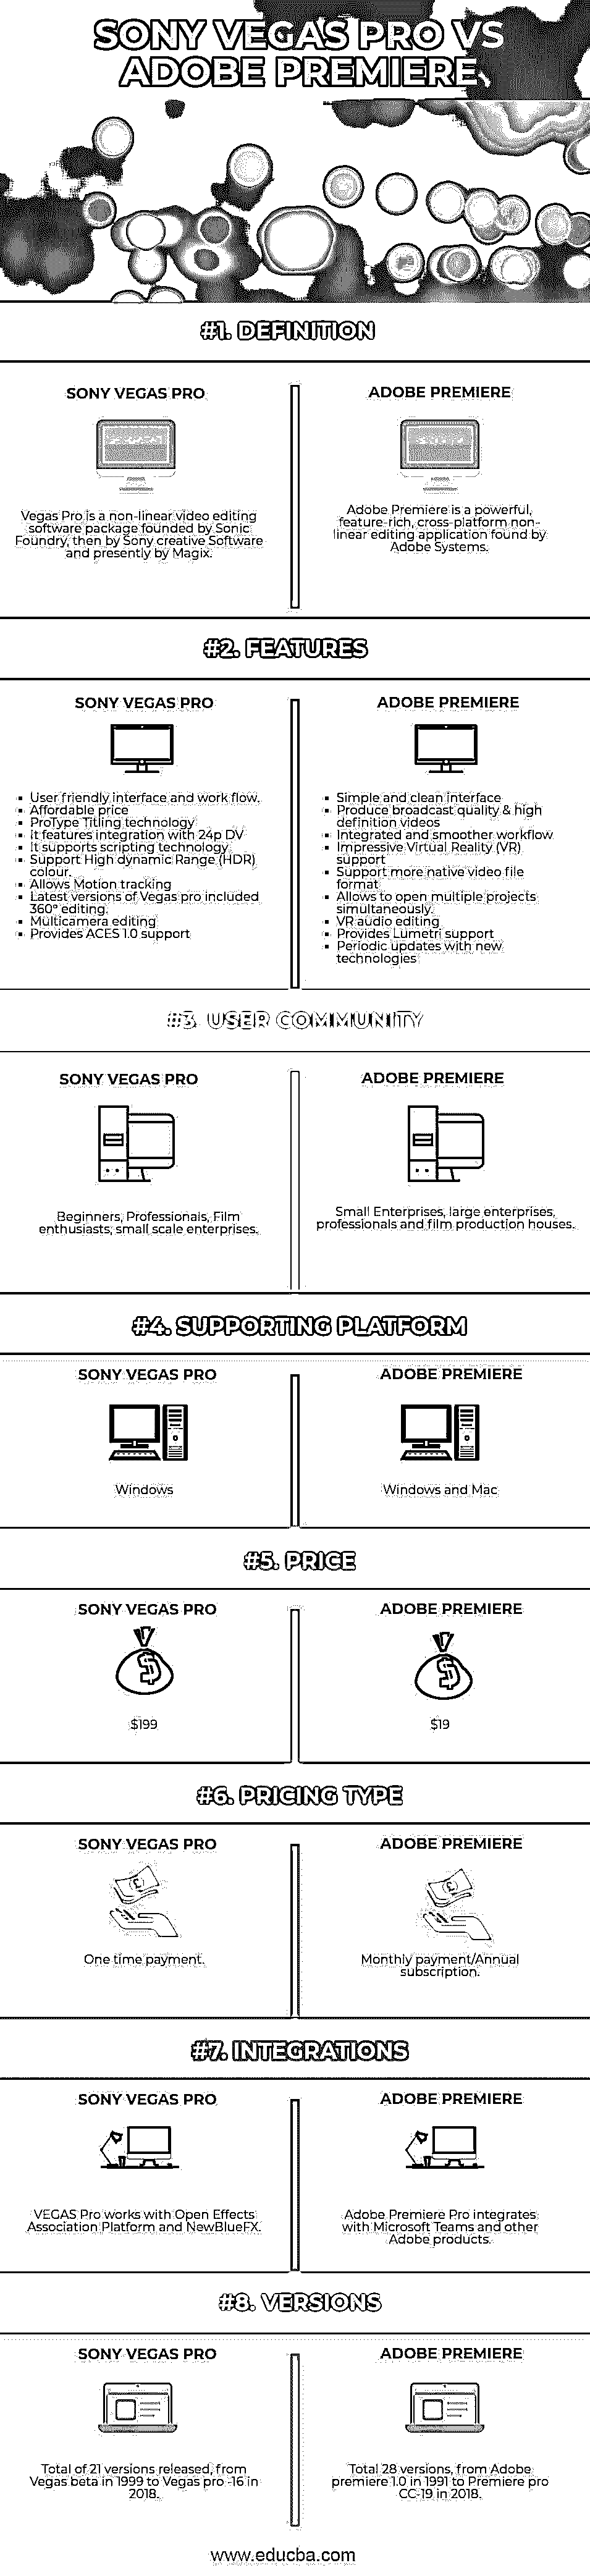 SONY VEGAS PRO VS
ADOBE PREMIERE
#1. DEFINITION
SONY VEGAS PRO
Vegas Pro is a non-linear video editing
software package founded by Sonic
Foundry, then by Sony creative Software
and presently by Magix.
ADOBE PREMIERE
Adobe Premiere is a powerful,
feature-rich, cross-platform non-
linear editing application found by
Adobe Systems.
#2. FEATURES
SONY VEGAS PRO
User friendly interface and work flow.
Affordable price
ProType Titling technology
It features integration with 24p DV
It supports scripting technology
Support High dynamic Range (HDR)
colour.
Allows Motion tracking
Latest versions of Vegas pro included
360° editing.
Multicamera editing
Provides ACES 1.0 support
ADOBE PREMIERE
Simple and clean Interface
Produce broadcast quality & high
definition videos
Integrated and smoother workflow
Impressive Virtual Reality (VR)
support
Support more native video file
format
Allows to open multiple projects
simultaneously.
VR audio editing
Provides Lumetri support
Periodic updates with new
technologies
#3. USER COMMUNITY
SONY VEGAS PRO
Beginners, Professionals, Film
enthusiasts, small scale enterprises.
ADOBE PREMIERE
Small Enterprises, large enterprises,
professionals and film production houses.
#4. SUPPORTING PLATFORM
SONY VEGAS PRO
Windows
ADOBE PREMIERE
Windows and Mac
#5. PRICE
SONY VEGAS PRO
$199
ADOBE PREMIERE
$19
#6. PRICING TYPE
SONY VEGAS PRO
One time payment.
ADOBE PREMIERE
Monthly payment/Annual
subscription.
#7. INTEGRATIONS
SONY VEGAS PRO
VEGAS Pro works with Open Effects
Association Platform and NewBlueFX.
ADOBE PREMIERE
Adobe Premiere Pro integrates
with Microsoft Teams and other
Adobe products.
#8. VERSIONS
SONY VEGAS PRO
Total of 21 versions released, from
Vegas beta in 1999 to Vegas pro -16 in
2018.
ADOBE PREMIERE
Total 28 versions, from Adobe
premiere 1.0 in 1991 to Premiere pro
CC-19 in 2018.
www.educba.com